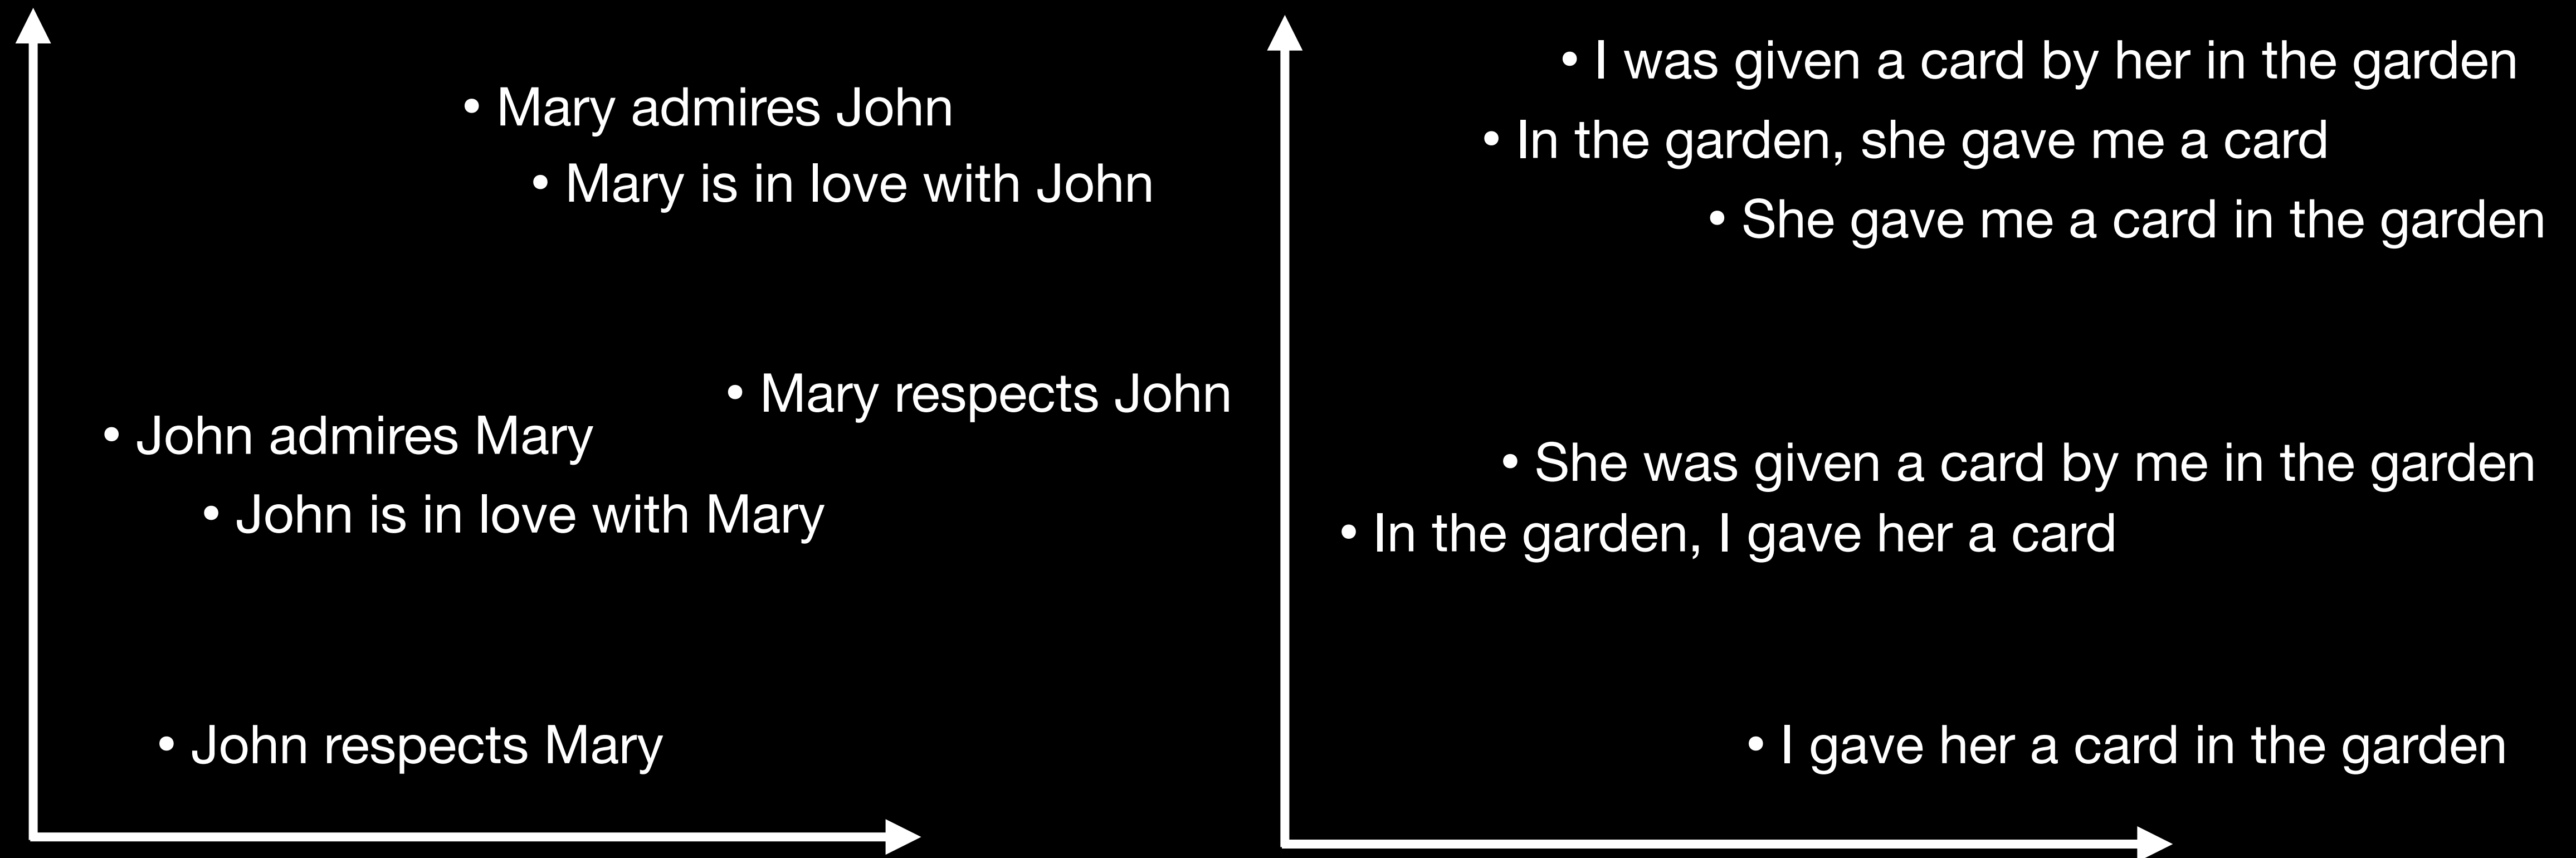 • Mary admires John
• Mary is in love with John
• Mary respects John
• John admires Mary
• John is in love with Mary
• John respects Mary
• I was given a card by her in the garden
• In the garden, she gave me a card
• She gave me a card in the garden
• She was given a card by me in the garden
• In the garden, I gave her a card
• I gave her a card in the garden